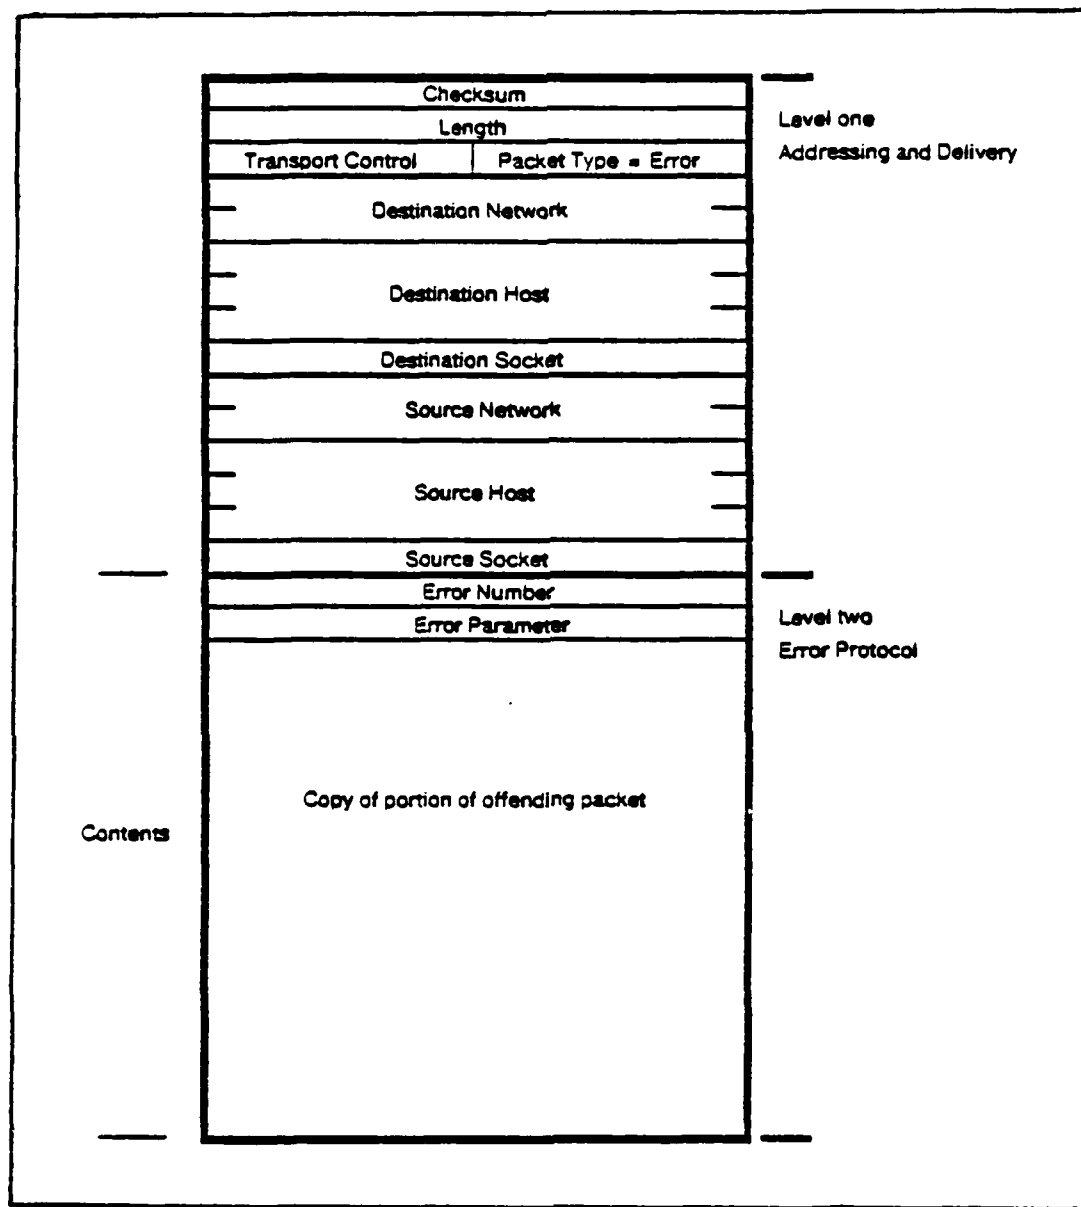 Checksum
Length
Transport Control
Packet Type = Error
Destination Network
Destination Host
Destination Socket
Source Network
Source Host
Source Socket
Error Number
Error Parameter
Copy of portion of offending packet
Level one
Addressing and Delivery
Level two
Error Protocol
Contents